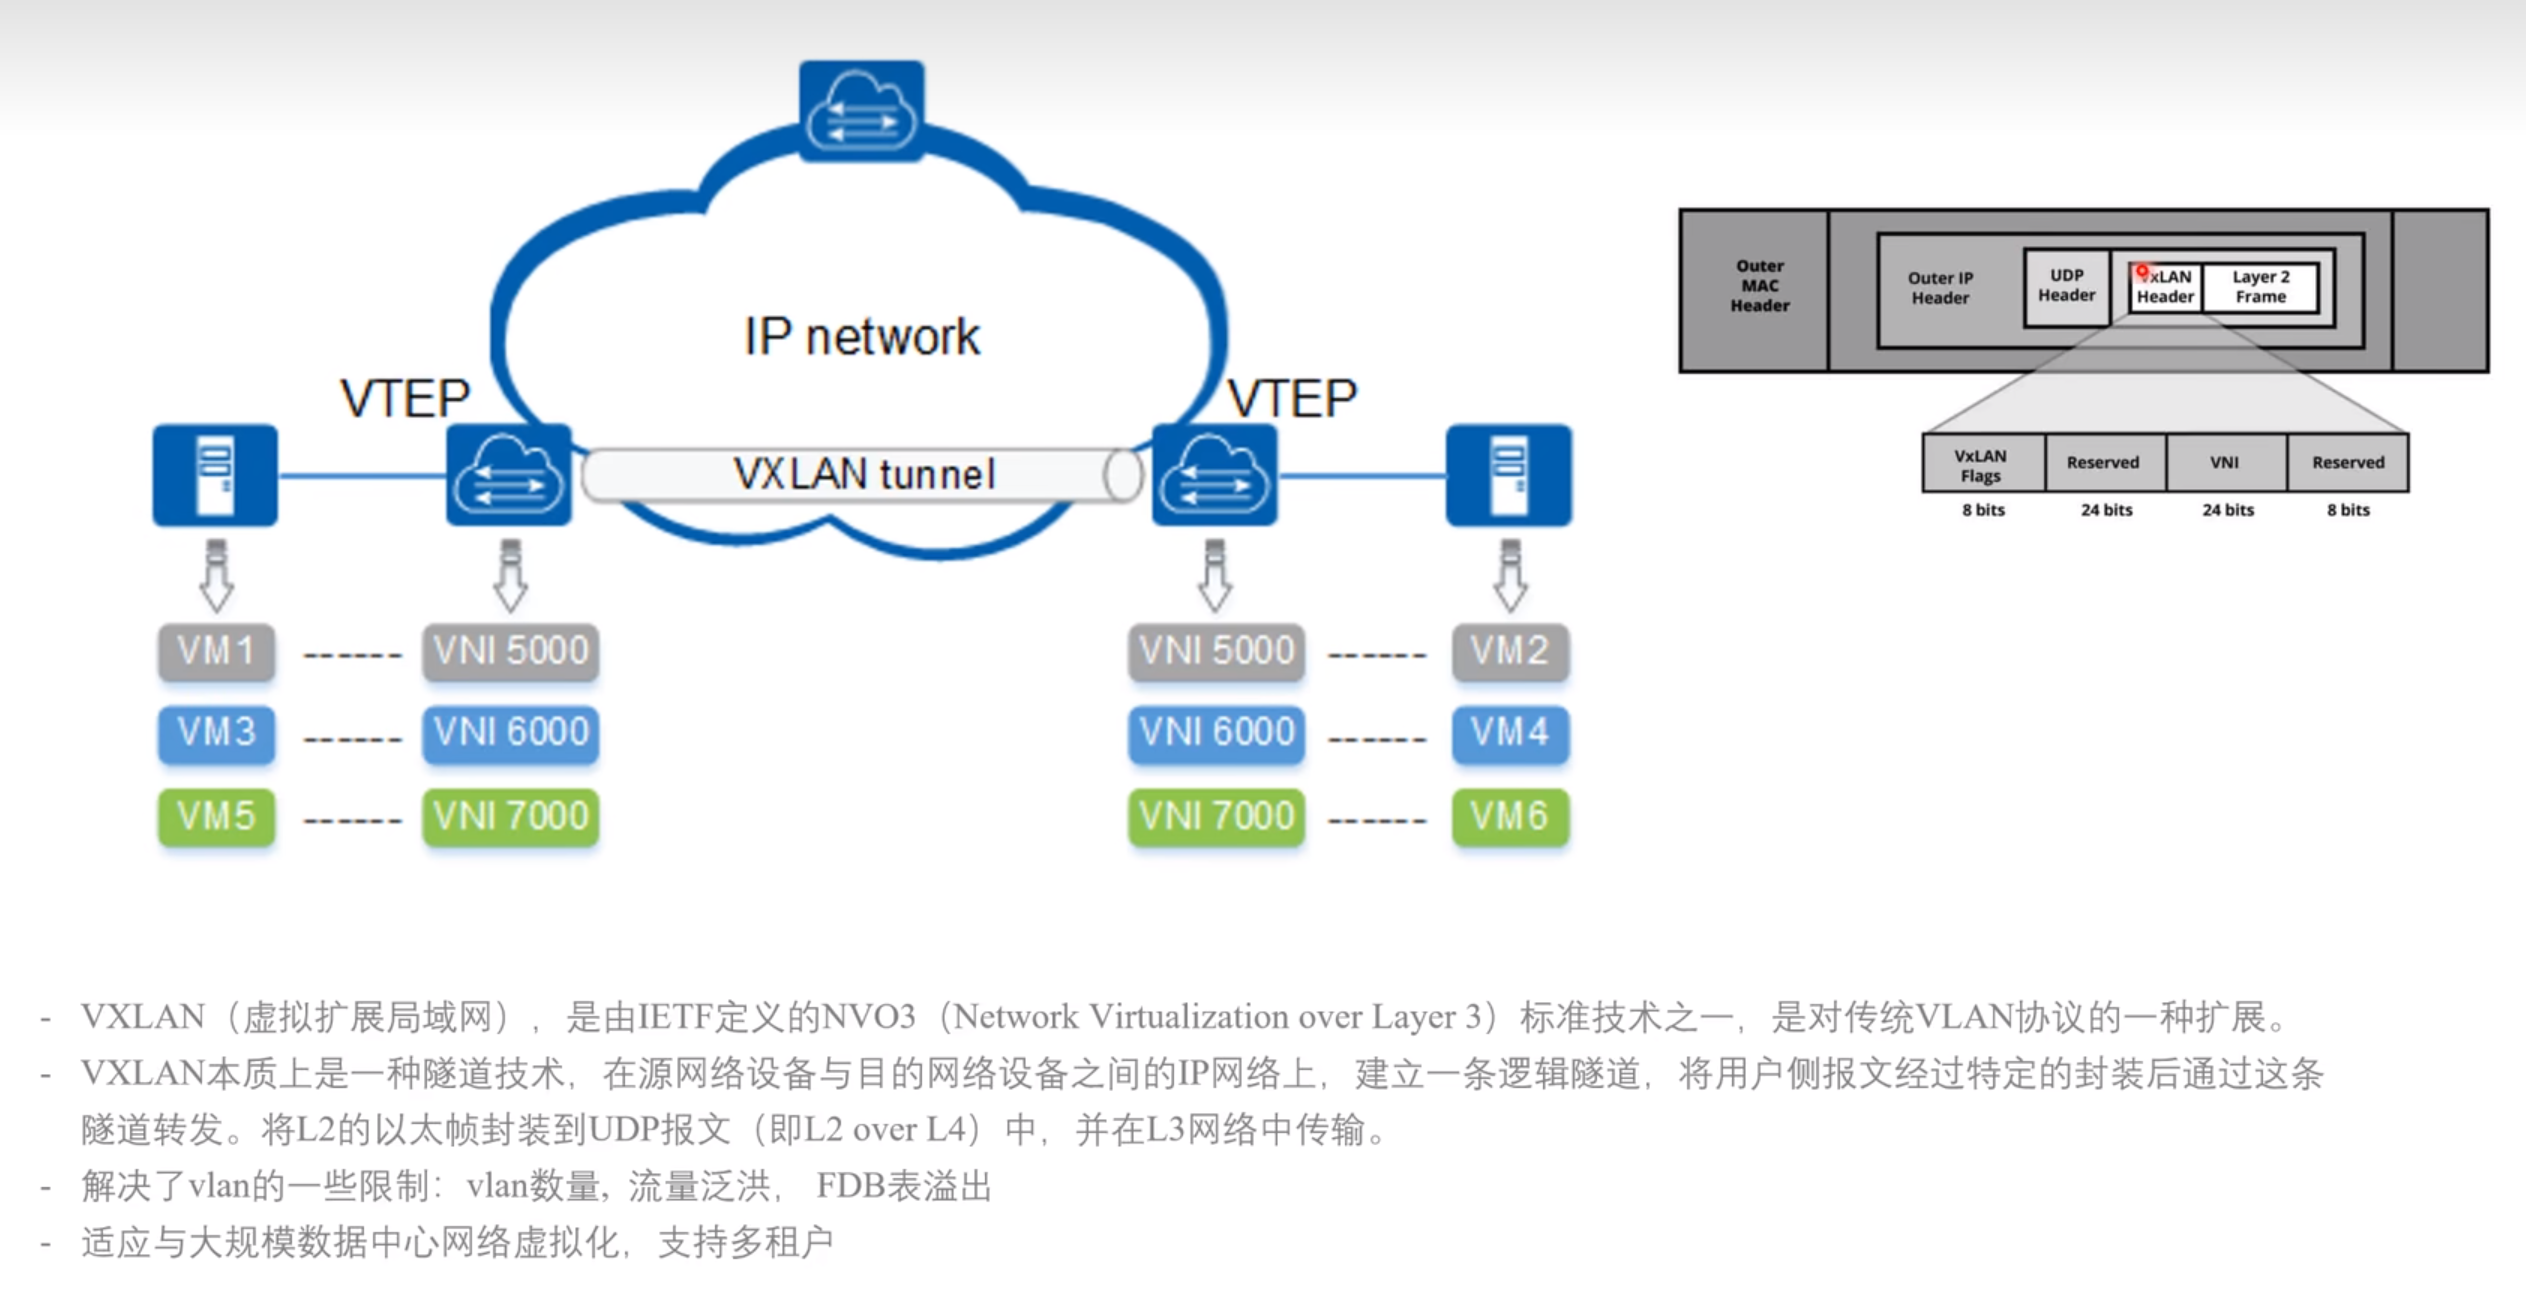 IP network
VTEP
VTEP
VXLAN tunnel
VM1
VNI 5000
VNI 5000
VM2
VM3
VNI 6000
VNI 6000
VM4
VM5
VNI 7000
VNI 7000
VM6
Outer
MAC
Header
Outer IP
Header
UDP
Header
VxLAN
Header
Layer 2
Frame
VxLAN
Flags
Reserved
VNI
Reserved
8 bits
24 bits
24 bits
8 bits
- VXLAN（虚拟扩展局域网），是由IETF定义的NVO3（Network Virtualization over Layer 3）标准技术之一，是对传统VLAN协议的一种扩展。
- VXLAN本质上是一种隧道技术，在源网络设备与目的网络设备之间的IP网络上，建立一条逻辑隧道，将用户侧报文经过特定的封装后通过这条
隧道转发。将L2的以太帧封装到UDP报文（即L2 over L4）中，并在L3网络中传输。
- 解决了vlan的一些限制：vlan数量, 流量泛洪， FDB表溢出
- 适应与大规模数据中心网络虚拟化，支持多租户